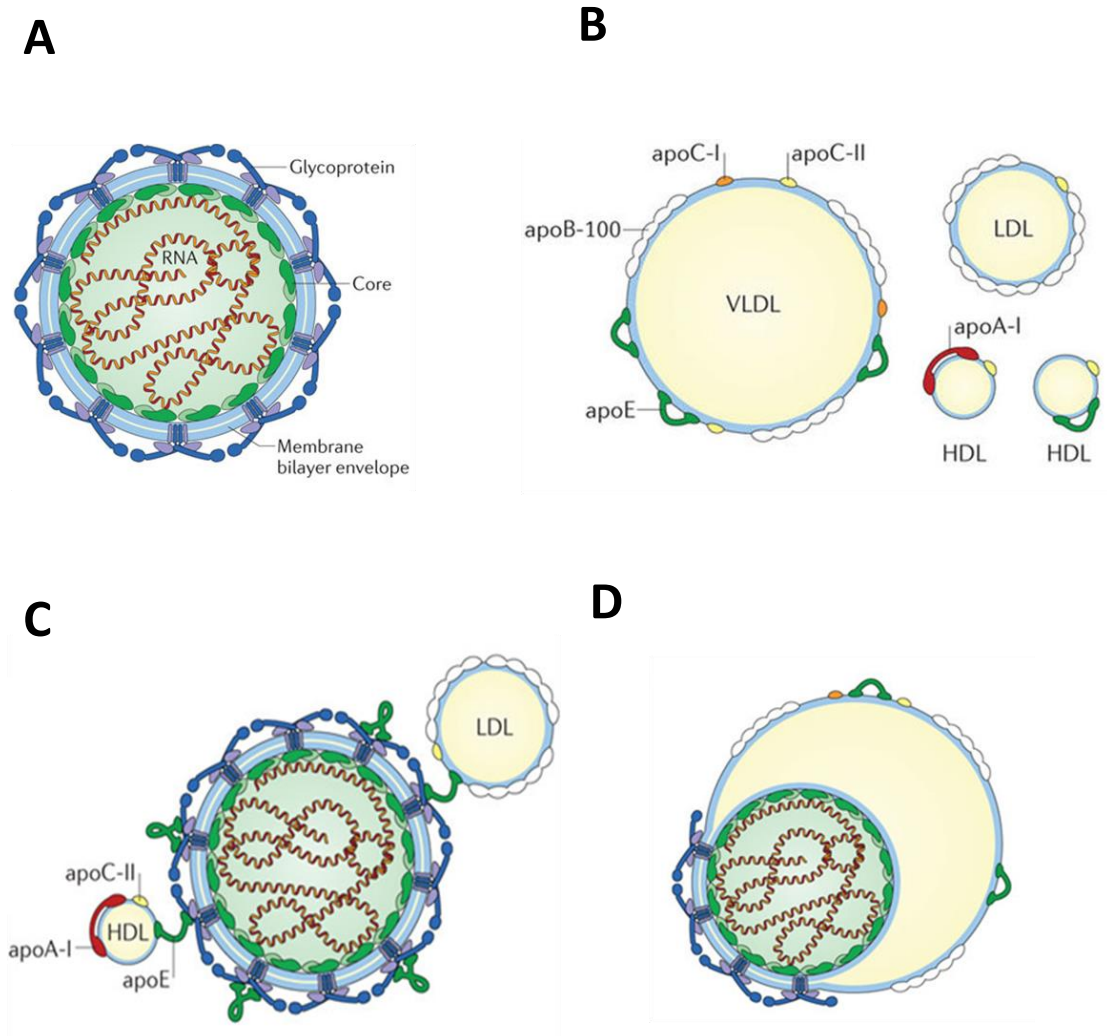 A
Glycoprotein
RNA
Core
Membrane
bilayer envelope
B
apoC-I
apoC-II
apoB-100
VLDL
apoE
LDL
apoA-I
HDL
HDL
C
LDL
apoC-II
HDL
apoA-I
apoE
D